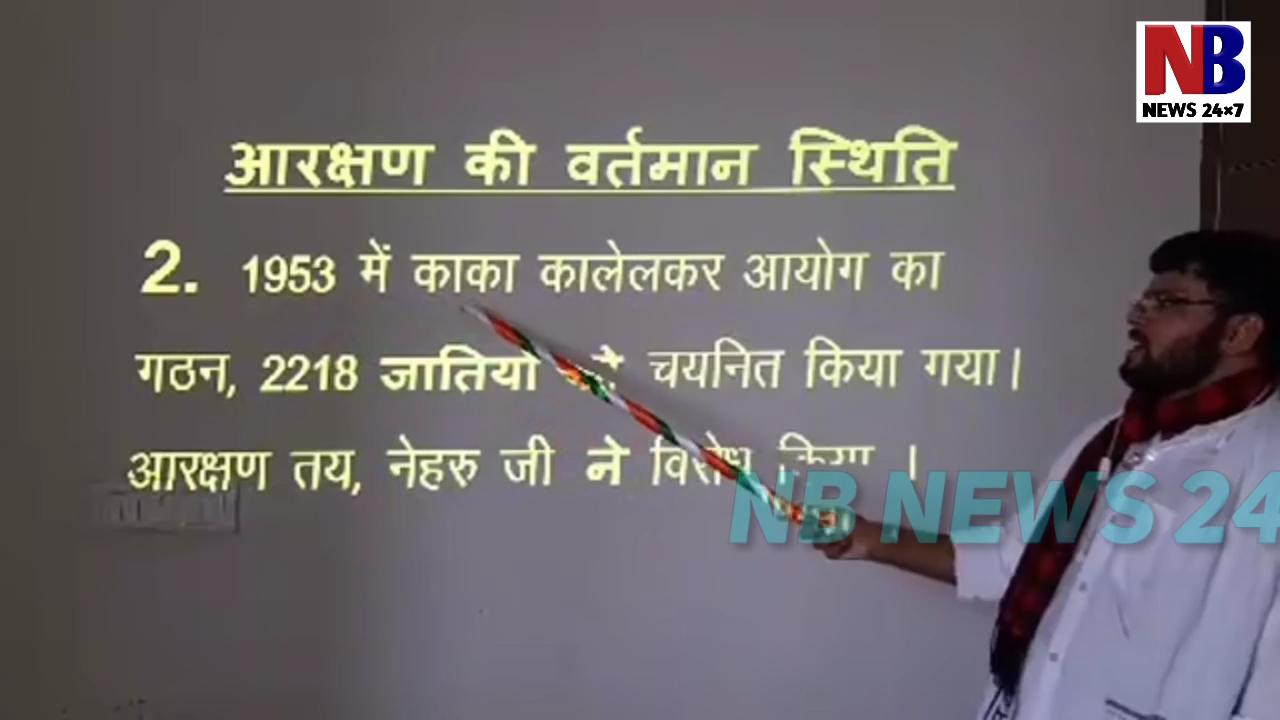 NB
NEWS 24×7
आरक्षण की वर्तमान स्थिति
2. 1953 में काका कालेलकर आयोग का
गठन, 2218 जातियों को चयनित किया गया।
आरक्षण तय, नेहरु जी ने विरोध किया ।
NB NEWS 24